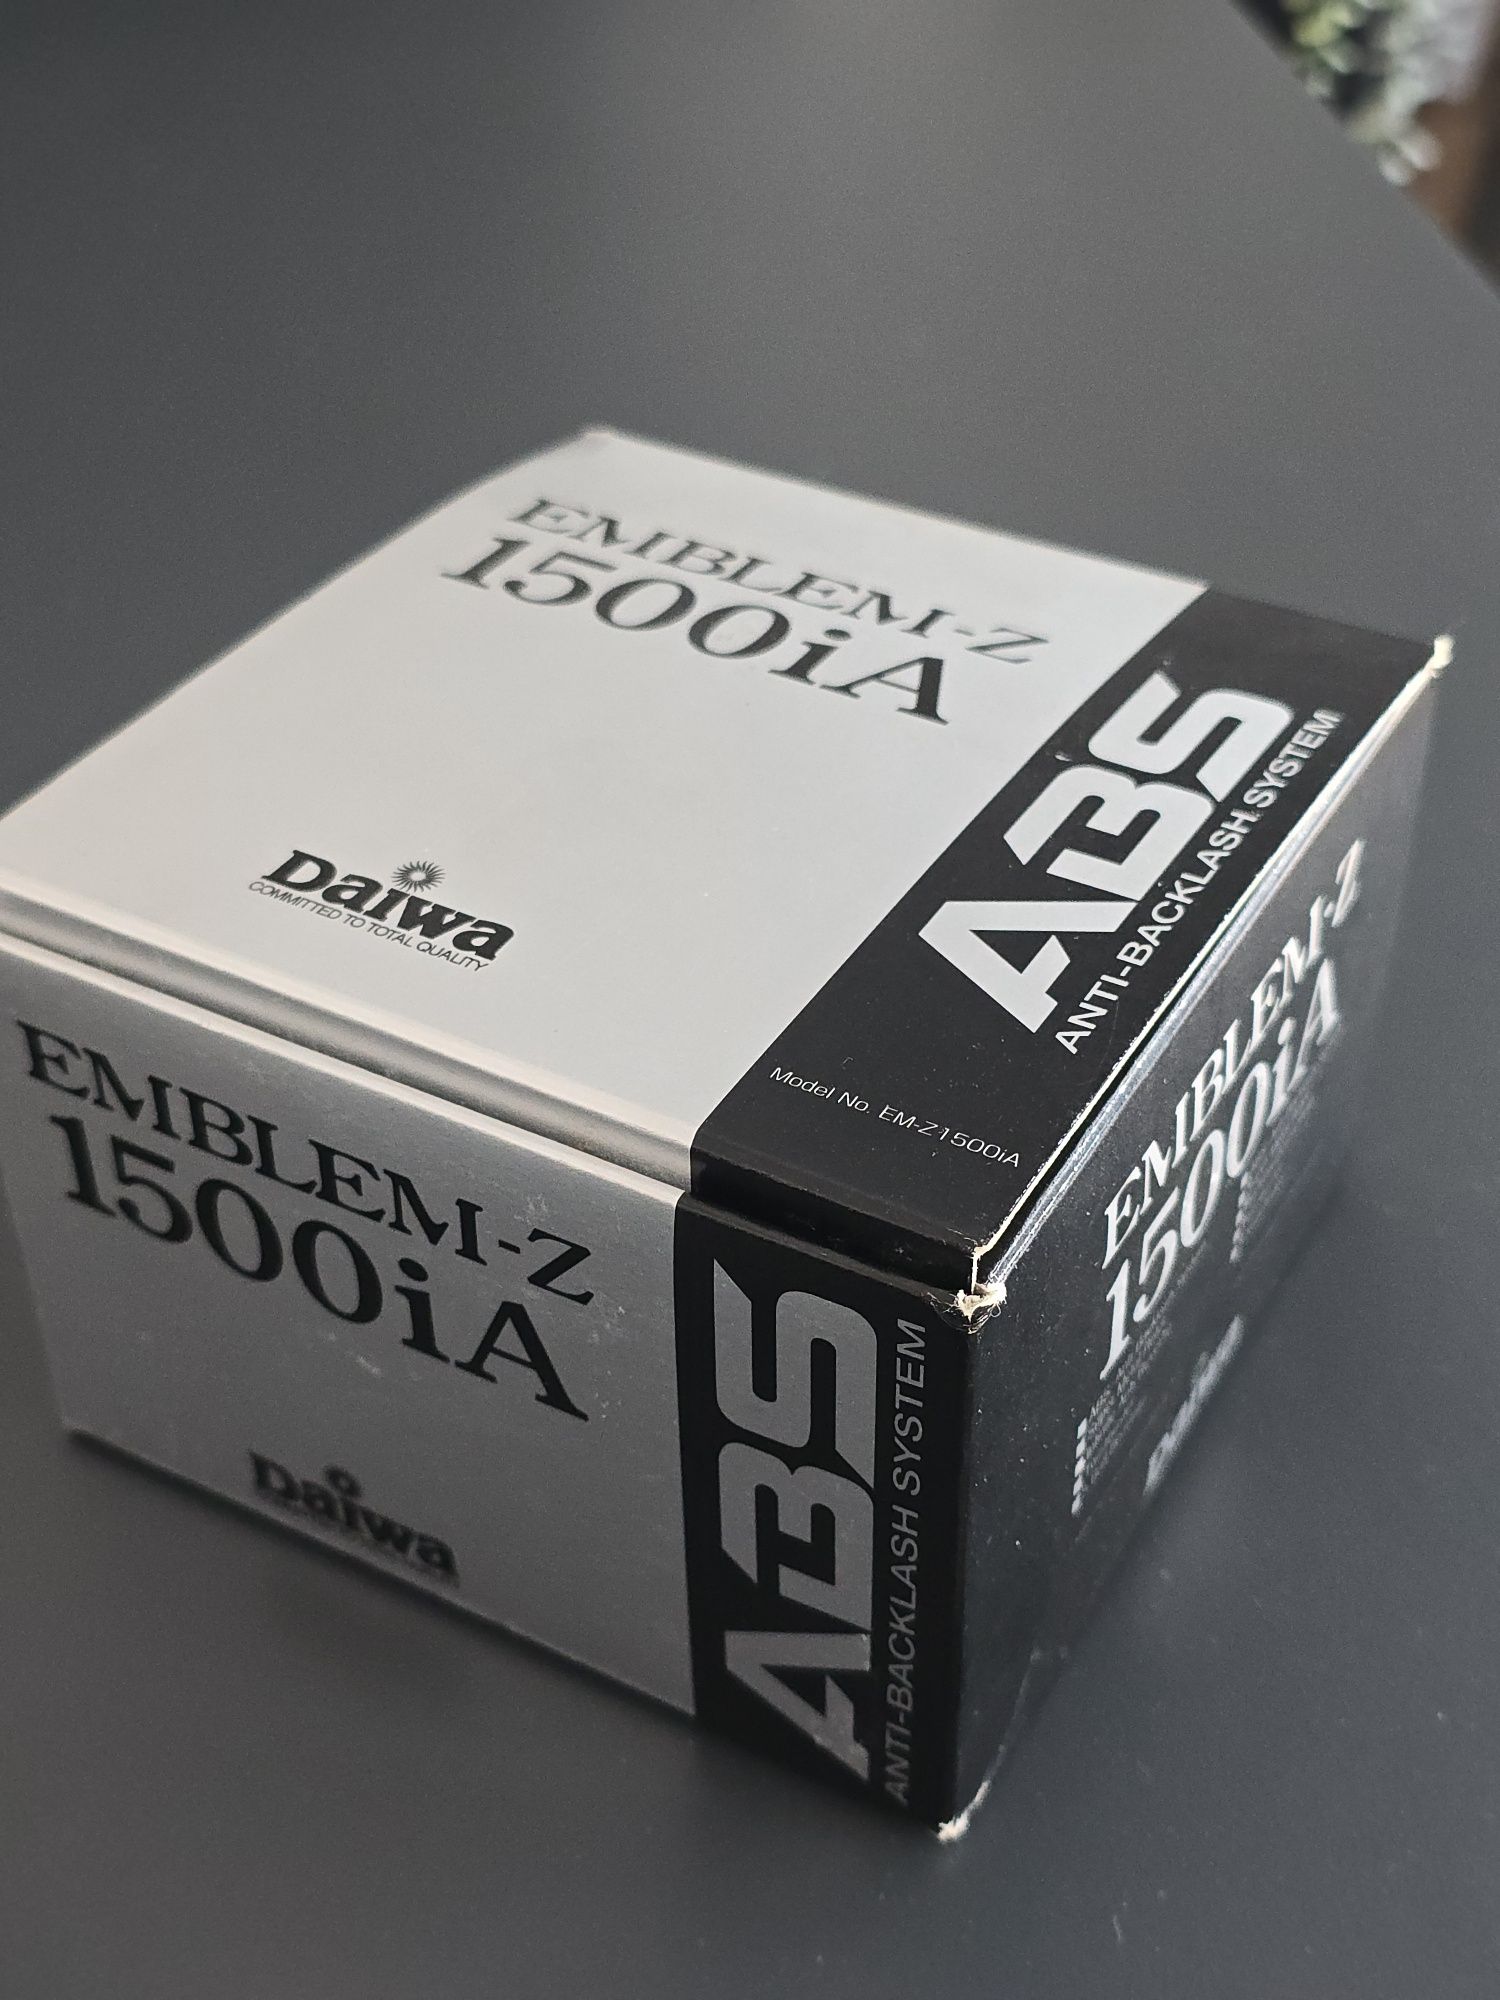 EMBLEM-Z
1500iA
Daiwa
COMMITTED TO TOTAL QUALITY
ABS
ANTI-BACKLASH SYSTEM
Model No. EM-Z1500iA
EMBLEM-Z
1500iA
Daiwa
ABS
ANTI-BACKLASH SYSTEM
EMBLEM-Z
1500iA
Daiwa